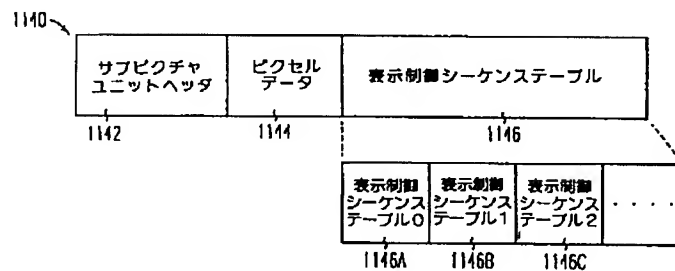 1140
サブピクチャ
ユニットヘッダ
ピクセル
データ
表示制御シーケンステーブル
1142
1144
1146
表示制御
シーケンス
テーブル0
表示制御
シーケンス
テーブル1
表示制御
シーケンス
テーブル2
・・・・
1146A
1146B
1146C